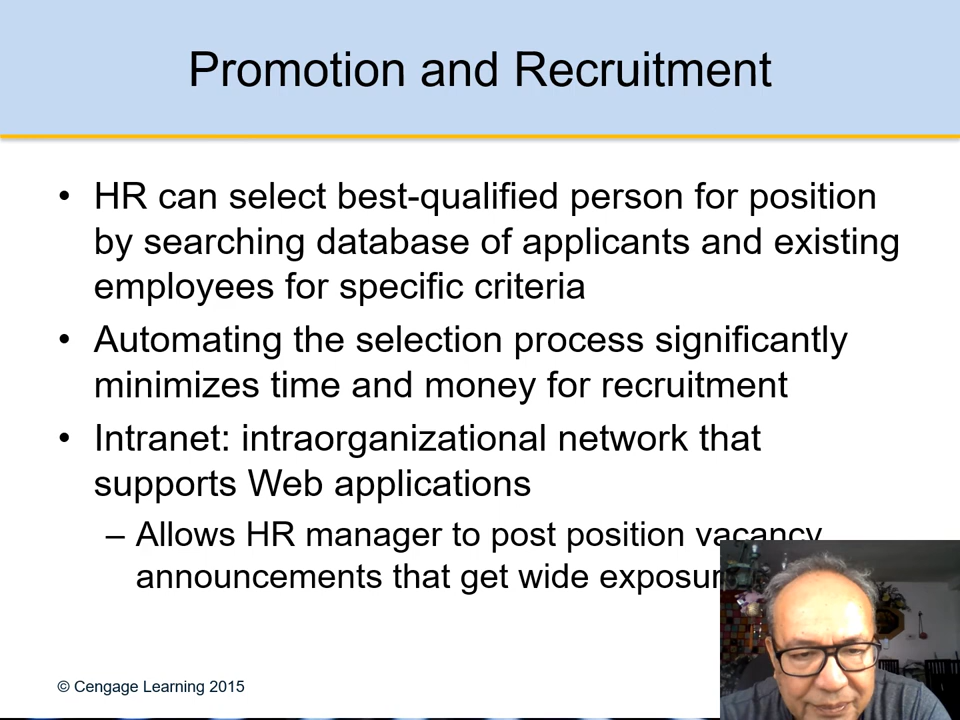 Promotion and Recruitment
• HR can select best-qualified person for position
by searching database of applicants and existing
employees for specific criteria
• Automating the selection process significantly
minimizes time and money for recruitment
• Intranet: intraorganizational network that
supports Web applications
– Allows HR manager to post position vacancy
announcements that get wide
© Cengage Learning 2015